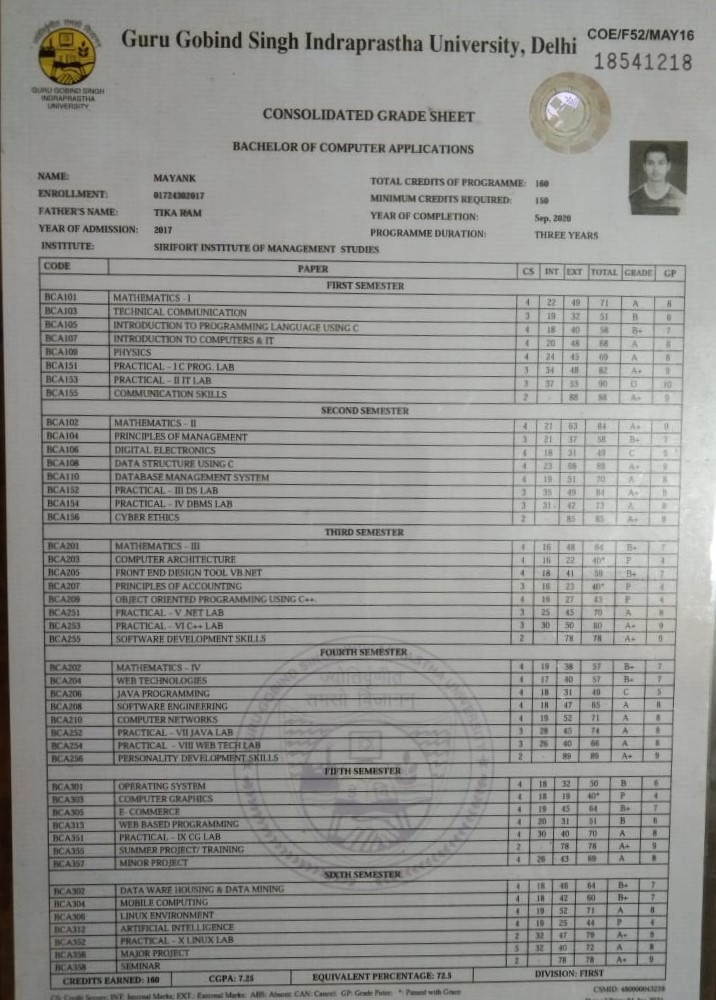 Guru Gobind Singh Indraprastha University, Delhi
COE/F52/MAY16
18541218
GURU GOBIND SINGH
INDRAPRASTHA
UNIVERSITY
CONSOLIDATED GRADE SHEET
BACHELOR OF COMPUTER APPLICATIONS
NAME: MAYANK
ENROLLMENT: 01724302017
FATHER'S NAME: TIKA RAM
YEAR OF ADMISSION: 2017
INSTITUTE: SIRIFORT INSTITUTE OF MANAGEMENT STUDIES
TOTAL CREDITS OF PROGRAMME: 160
MINIMUM CREDITS REQUIRED: 150
YEAR OF COMPLETION: Sep. 2020
PROGRAMME DURATION: THREE YEARS
CODE PAPER CS INT EXT TOTAL GRADE GP
FIRST SEMESTER
BCA101 MATHEMATICS - I 4 22 49 71 A 8
BCA103 TECHNICAL COMMUNICATION 3 19 32 51 B 6
BCA105 INTRODUCTION TO PROGRAMMING LANGUAGE USING C 4 18 40 58 B+ 7
BCA107 INTRODUCTION TO COMPUTERS & IT 4 20 48 68 A 8
BCA109 PHYSICS 4 24 45 69 A 8
BCA151 PRACTICAL - I C PROG. LAB 3 34 48 82 A+ 9
BCA153 PRACTICAL - II IT LAB 3 37 53 90 O 10
BCA155 COMMUNICATION SKILLS 2 - 88 88 A+ 9
SECOND SEMESTER
BCA102 MATHEMATICS - II 4 21 63 84 A+ 9
BCA104 PRINCIPLES OF MANAGEMENT 3 21 37 58 B+ 7
BCA106 DIGITAL ELECTRONICS 4 18 31 49 C
BCA108 DATA STRUCTURE USING C 4 23 66 89 A+ 9
BCA110 DATABASE MANAGEMENT SYSTEM 4 19 51 70 A 8
BCA152 PRACTICAL - III DS LAB 3 35 49 84 A+ 9
BCA154 PRACTICAL - IV DBMS LAB 3 31 42 73 A 8
BCA156 CYBER ETHICS 2 85 85 A+ 9
THIRD SEMESTER
BCA201 MATHEMATICS - III 4 16 48 64 B+ 7
BCA203 COMPUTER ARCHITECTURE 4 16 22 40* P 4
BCA205 FRONT END DESIGN TOOL VB.NET 4 18 41 59 B+ 7
BCA207 PRINCIPLES OF ACCOUNTING 3 16 23 40* P 4
BCA209 OBJECT ORIENTED PROGRAMMING USING C++. 4 16 27 43 P 4
BCA251 PRACTICAL - V .NET LAB 3 25 45 70 A 8
BCA253 PRACTICAL - VI C++ LAB 3 30 50 80 A+ 9
BCA255 SOFTWARE DEVELOPMENT SKILLS 2 - 78 78 A+ 9
FOURTH SEMESTER
BCA202 MATHEMATICS - IV 4 19 38 57 B+ 7
BCA204 WEB TECHNOLOGIES 4 17 40 57 B+ 7
BCA206 JAVA PROGRAMMING 4 18 31 49 C 5
BCA208 SOFTWARE ENGINEERING 4 18 47 65 A 8
BCA210 COMPUTER NETWORKS 4 19 52 71 A 8
BCA252 PRACTICAL - VII JAVA LAB 3 28 45 74 A 8
BCA254 PRACTICAL - VIII WEB TECH LAB 3 26 40 66 A 8
BCA256 PERSONALITY DEVELOPMENT SKILLS 2 - 89 89 A+ 9
FIFTH SEMESTER
BCA301 OPERATING SYSTEM 4 18 32 50 B 6
BCA303 COMPUTER GRAPHICS 4 18 19 40* P 4
BCA305 E- COMMERCE 4 19 45 64 B+ 7
BCA313 WEB BASED PROGRAMMING 4 20 31 51 B 6
BCA351 PRACTICAL - IX CG LAB 4 30 40 70 A 8
BCA355 SUMMER PROJECT/ TRAINING 2 - 78 78 A+ 9
BCA357 MINOR PROJECT 4 26 43 69 A 8
SIXTH SEMESTER
BCA302 DATA WARE HOUSING & DATA MINING 4 18 46 64 B+ 7
BCA304 MOBILE COMPUTING 4 18 42 60 B+ 7
BCA306 LINUX ENVIRONMENT 4 19 52 71 A 8
BCA312 ARTIFICIAL INTELLIGENCE 4 19 25 44 P 4
BCA352 PRACTICAL - X LINUX LAB 2 32 47 79 A+ 9
BCA356 MAJOR PROJECT 5 32 40 72 A 8
BCA358 SEMINAR 2 - 78 78 A+ 9
CREDITS EARNED: 160 CGPA: 7.25 EQUIVALENT PERCENTAGE: 72.5 DIVISION: FIRST
CS: Credit Score; INT: Internal Marks; EXT: External Marks; ABS: Absent; CAN: Cancel; GP: Grade Point; *: Passed with Grace
CSMID: 480900043238